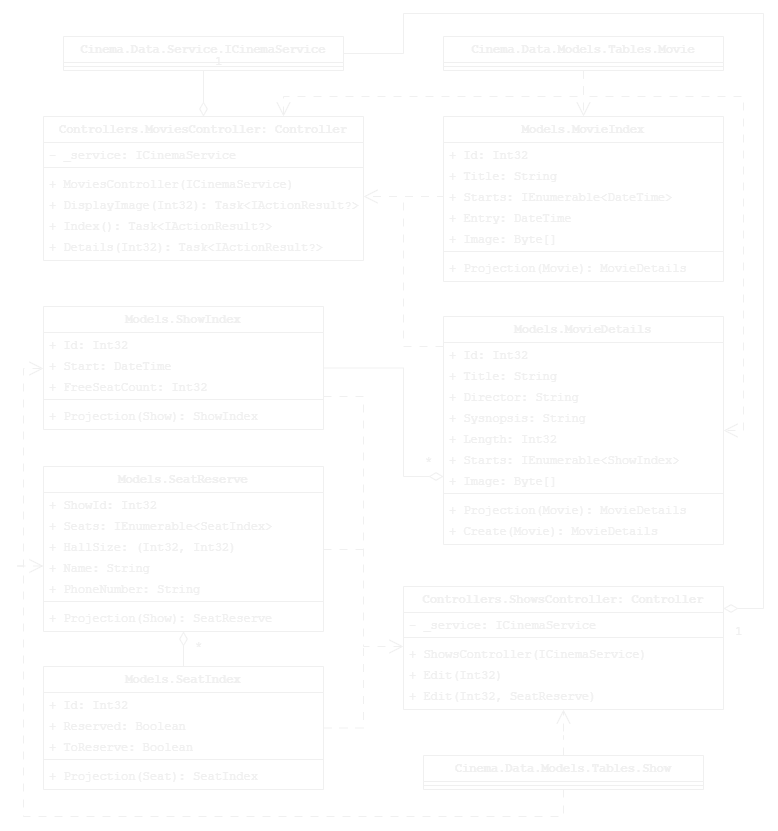 Cinema.Data.Service.ICinemaService
1
Cinema.Data.Models.Tables.Movie
Controllers.MoviesController: Controller
- _service: ICinemaService
+ MoviesController(ICinemaService)
+ DisplayImage(Int32): Task<IActionResult?>
+ Index(): Task<IActionResult?>
+ Details(Int32): Task<IActionResult?>
Models.MovieIndex
+ Id: Int32
+ Title: String
+ Starts: IEnumerable<DateTime>
+ Entry: DateTime
+ Image: Byte[]
+ Projection(Movie): MovieDetails
Models.ShowIndex
+ Id: Int32
+ Start: DateTime
+ FreeSeatCount: Int32
+ Projection(Show): ShowIndex
Models.MovieDetails
+ Id: Int32
+ Title: String
+ Director: String
+ Sysnopsis: String
+ Length: Int32
+ Starts: IEnumerable<ShowIndex>
+ Image: Byte[]
+ Projection(Movie): MovieDetails
+ Create(Movie): MovieDetails
*
Models.SeatReserve
+ ShowId: Int32
+ Seats: IEnumerable<SeatIndex>
+ HallSize: (Int32, Int32)
+ Name: String
+ PhoneNumber: String
+ Projection(Show): SeatReserve
*
Controllers.ShowsController: Controller
- _service: ICinemaService
+ ShowsController(ICinemaService)
+ Edit(Int32)
+ Edit(Int32, SeatReserve)
1
Models.SeatIndex
+ Id: Int32
+ Reserved: Boolean
+ ToReserve: Boolean
+ Projection(Seat): SeatIndex
Cinema.Data.Models.Tables.Show